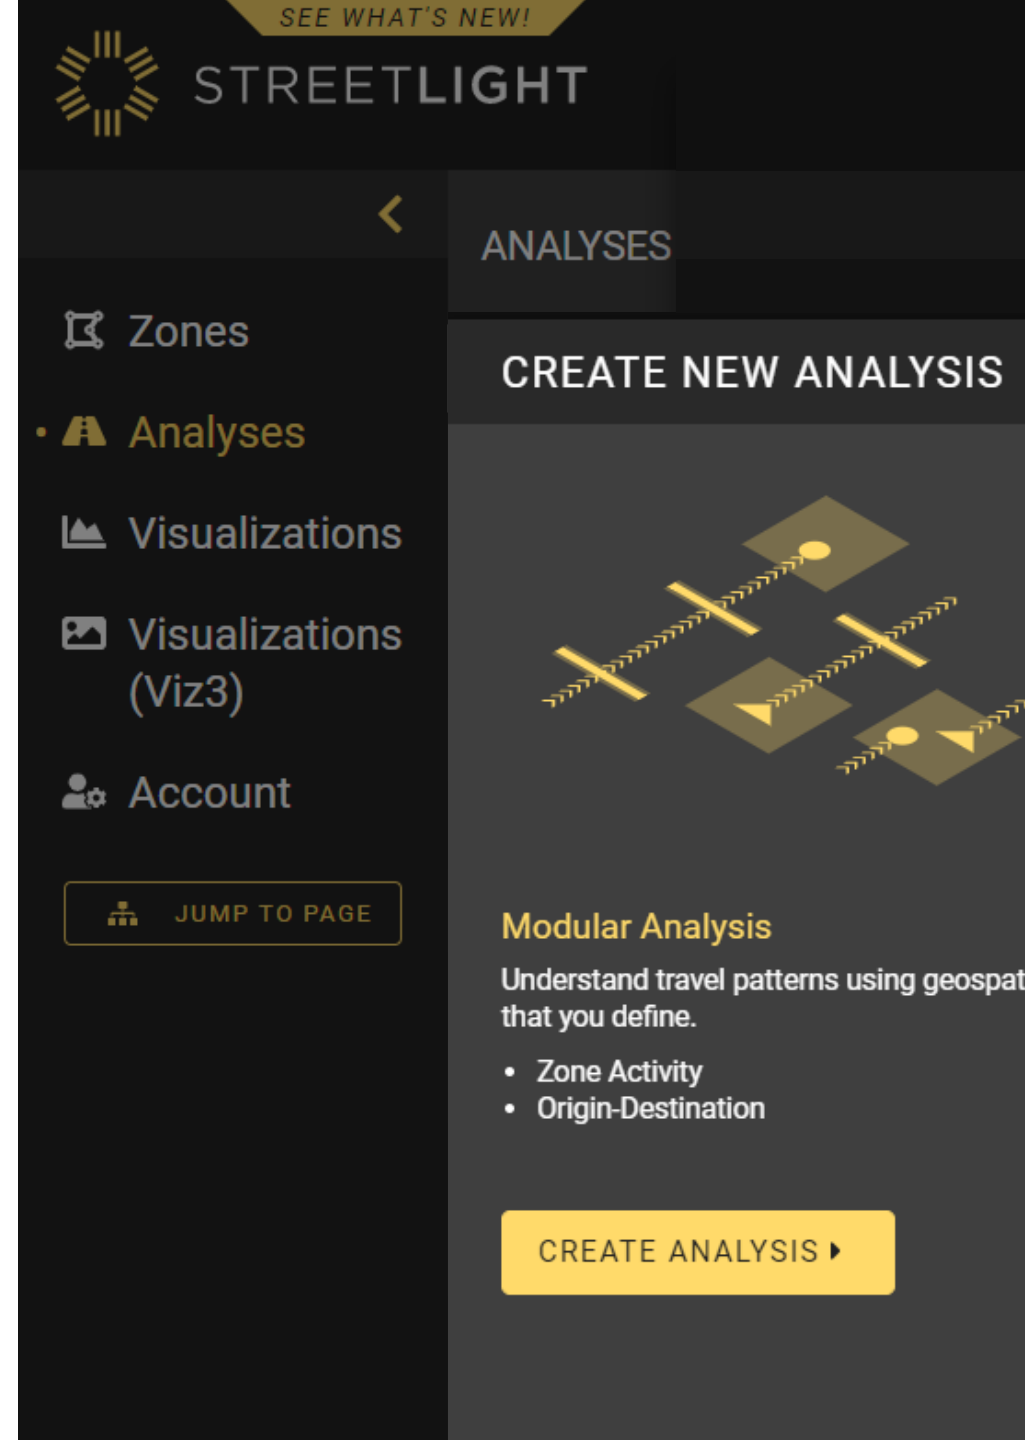 SEE WHAT'S NEW!
STREETLIGHT
ANALYSES
Zones
Analyses
Visualizations
Visualizations
(Viz3)
Account
JUMP TO PAGE
CREATE NEW ANALYSIS
Modular Analysis
Understand travel patterns using geospat
that you define.
• Zone Activity
• Origin-Destination
CREATE ANALYSIS